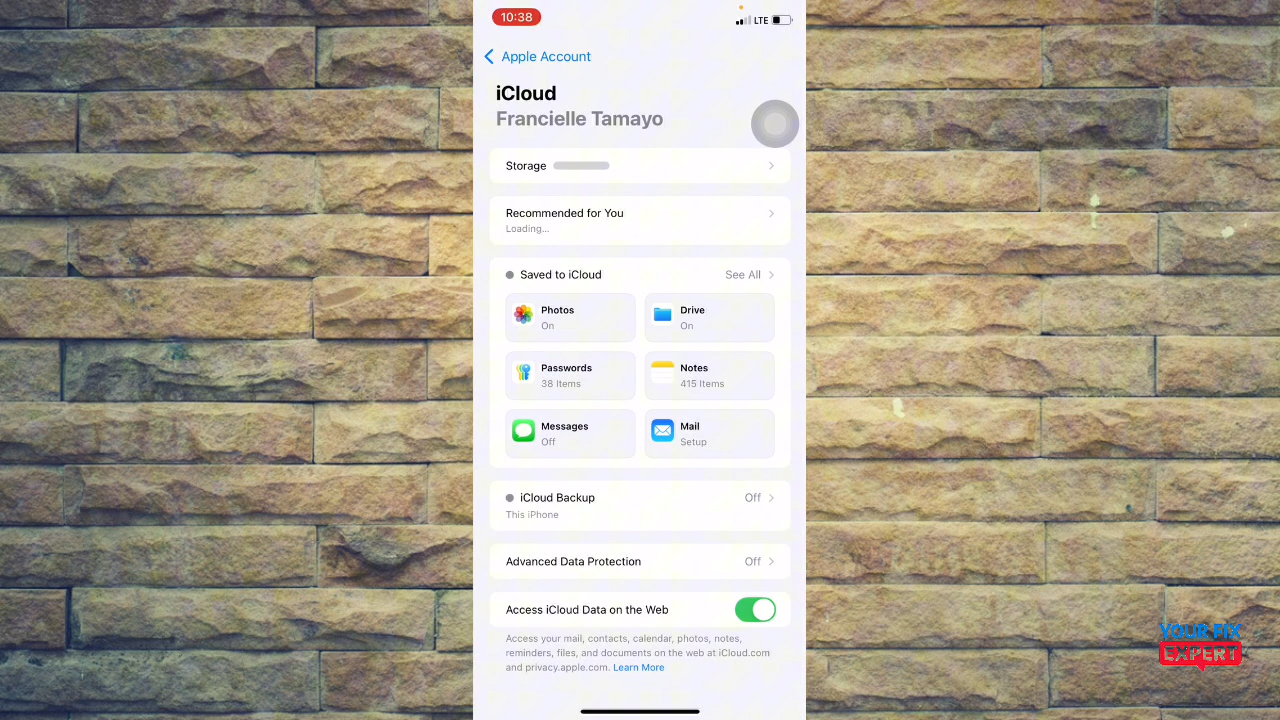 10:38
LTE
Apple Account
iCloud
Francielle Tamayo
Storage
Recommended for You
Loading...
Saved to iCloud
See All
Photos
On
Drive
On
Passwords
38 Items
Notes
415 Items
Messages
Off
Mail
Setup
iCloud Backup
Off
This iPhone
Advanced Data Protection
Off
Access iCloud Data on the Web
Access your mail, contacts, calendar, photos, notes,
reminders, files, and documents on the web at iCloud.com
and privacy.apple.com. Learn More
YOUR FIX
EXPERT